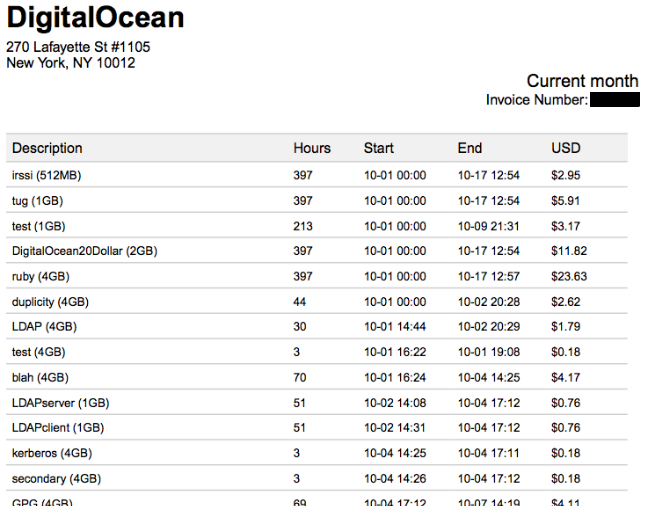 DigitalOcean
270 Lafayette St #1105
New York, NY 10012
Current month
Invoice Number:
Description Hours Start End USD
irssi (512MB) 397 10-01 00:00 10-17 12:54 $2.95
tug (1GB) 397 10-01 00:00 10-17 12:54 $5.91
test (1GB) 213 10-01 00:00 10-09 21:31 $3.17
DigitalOcean20Dollar (2GB) 397 10-01 00:00 10-17 12:54 $11.82
ruby (4GB) 397 10-01 00:00 10-17 12:57 $23.63
duplicity (4GB) 44 10-01 00:00 10-02 20:28 $2.62
LDAP (4GB) 30 10-01 14:44 10-02 20:29 $1.79
test (4GB) 3 10-01 16:22 10-01 19:08 $0.18
blah (4GB) 70 10-01 16:24 10-04 14:25 $4.17
LDAPserver (1GB) 51 10-02 14:08 10-04 17:12 $0.76
LDAPclient (1GB) 51 10-02 14:31 10-04 17:12 $0.76
kerberos (4GB) 3 10-04 14:25 10-04 17:11 $0.18
secondary (4GB) 3 10-04 14:26 10-04 17:12 $0.18
GPG (4GB) 69 10-04 17:12 10-07 14:19 $4.11